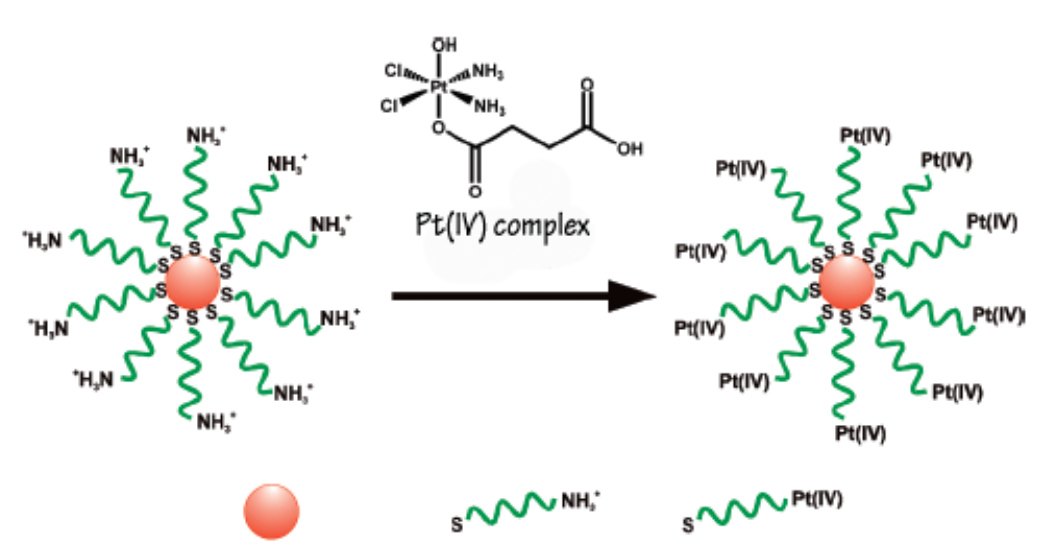 OH
Cl NH₃
Pt
Cl NH₃
O O
OH
O
Pt(IV) complex
NH₃⁺
NH₃⁺ NH₃⁺
⁺H₃N NH₃⁺
⁺H₃N NH₃⁺
⁺H₃N NH₃⁺
NH₃⁺
S S S S S S S S S S
Pt(IV)
Pt(IV) Pt(IV)
Pt(IV) Pt(IV)
Pt(IV) Pt(IV)
Pt(IV) Pt(IV)
Pt(IV)
S S S S S S S S S S
S NH₃⁺
S Pt(IV)